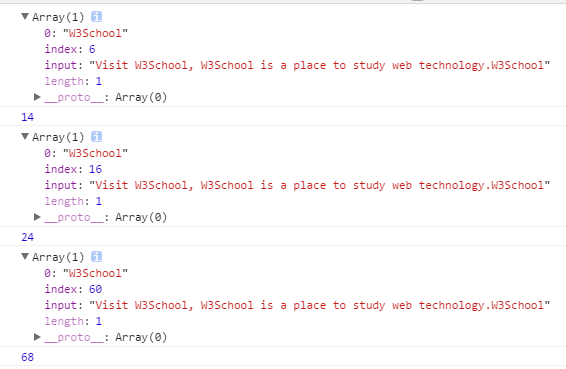 ▼Array(1) i
0: "W3School"
index: 6
input: "Visit W3School, W3School is a place to study web technology.W3School"
length: 1
▶__proto__: Array(0)
14
▼Array(1) i
0: "W3School"
index: 16
input: "Visit W3School, W3School is a place to study web technology.W3School"
length: 1
▶__proto__: Array(0)
24
▼Array(1) i
0: "W3School"
index: 60
input: "Visit W3School, W3School is a place to study web technology.W3School"
length: 1
▶__proto__: Array(0)
68